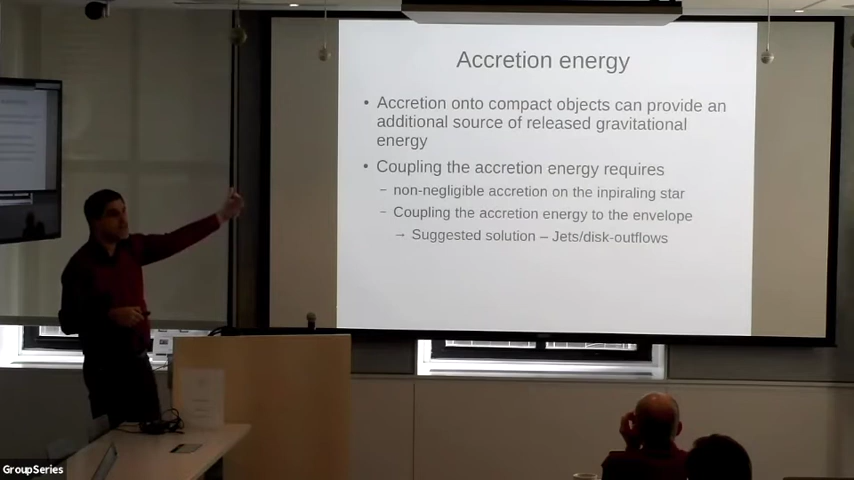 Accretion energy
• Accretion onto compact objects can provide an
additional source of released gravitational
energy
• Coupling the accretion energy requires
– non-negligible accretion on the inpiraling star
– Coupling the accretion energy to the envelope
→ Suggested solution – Jets/disk-outflows
GroupSeries